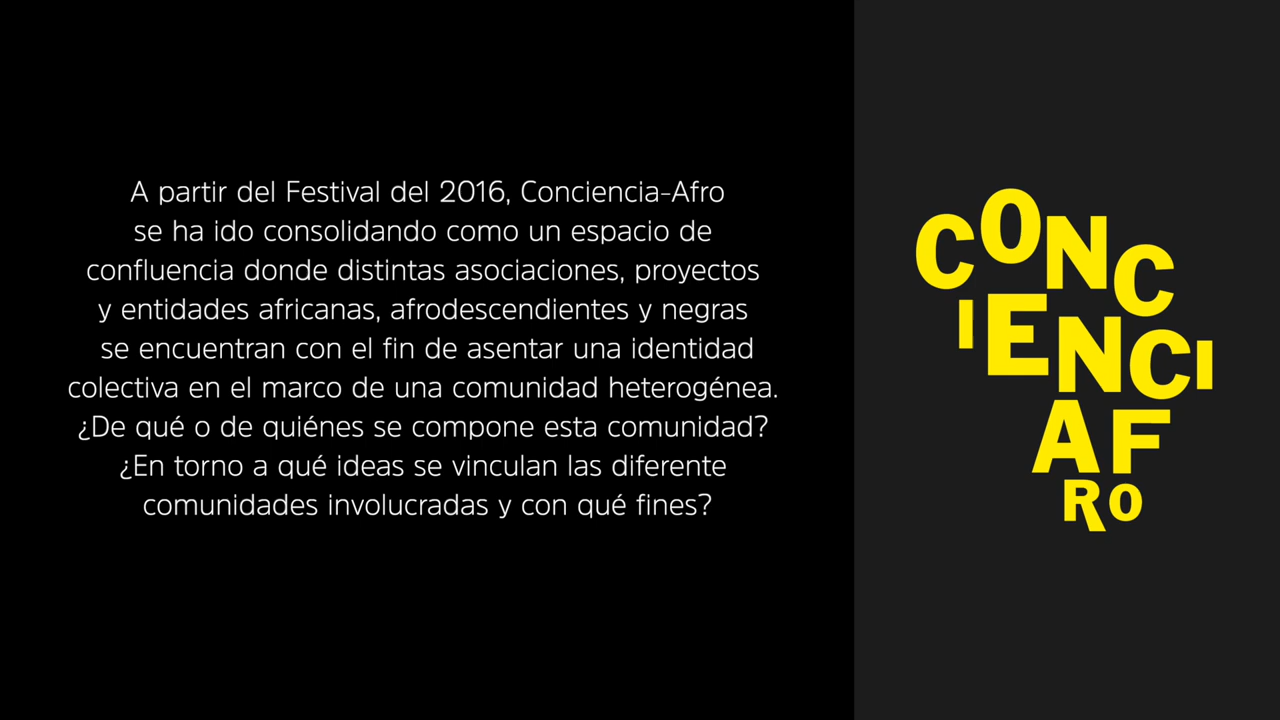 A partir del Festival del 2016, Conciencia-Afro
se ha ido consolidando como un espacio de
confluencia donde distintas asociaciones, proyectos
y entidades africanas, afrodescendientes y negras
se encuentran con el fin de asentar una identidad
colectiva en el marco de una comunidad heterogénea.
¿De qué o de quiénes se compone esta comunidad?
¿En torno a qué ideas se vinculan las diferente
comunidades involucradas y con qué fines?
CONC
IENCI
AF
RO